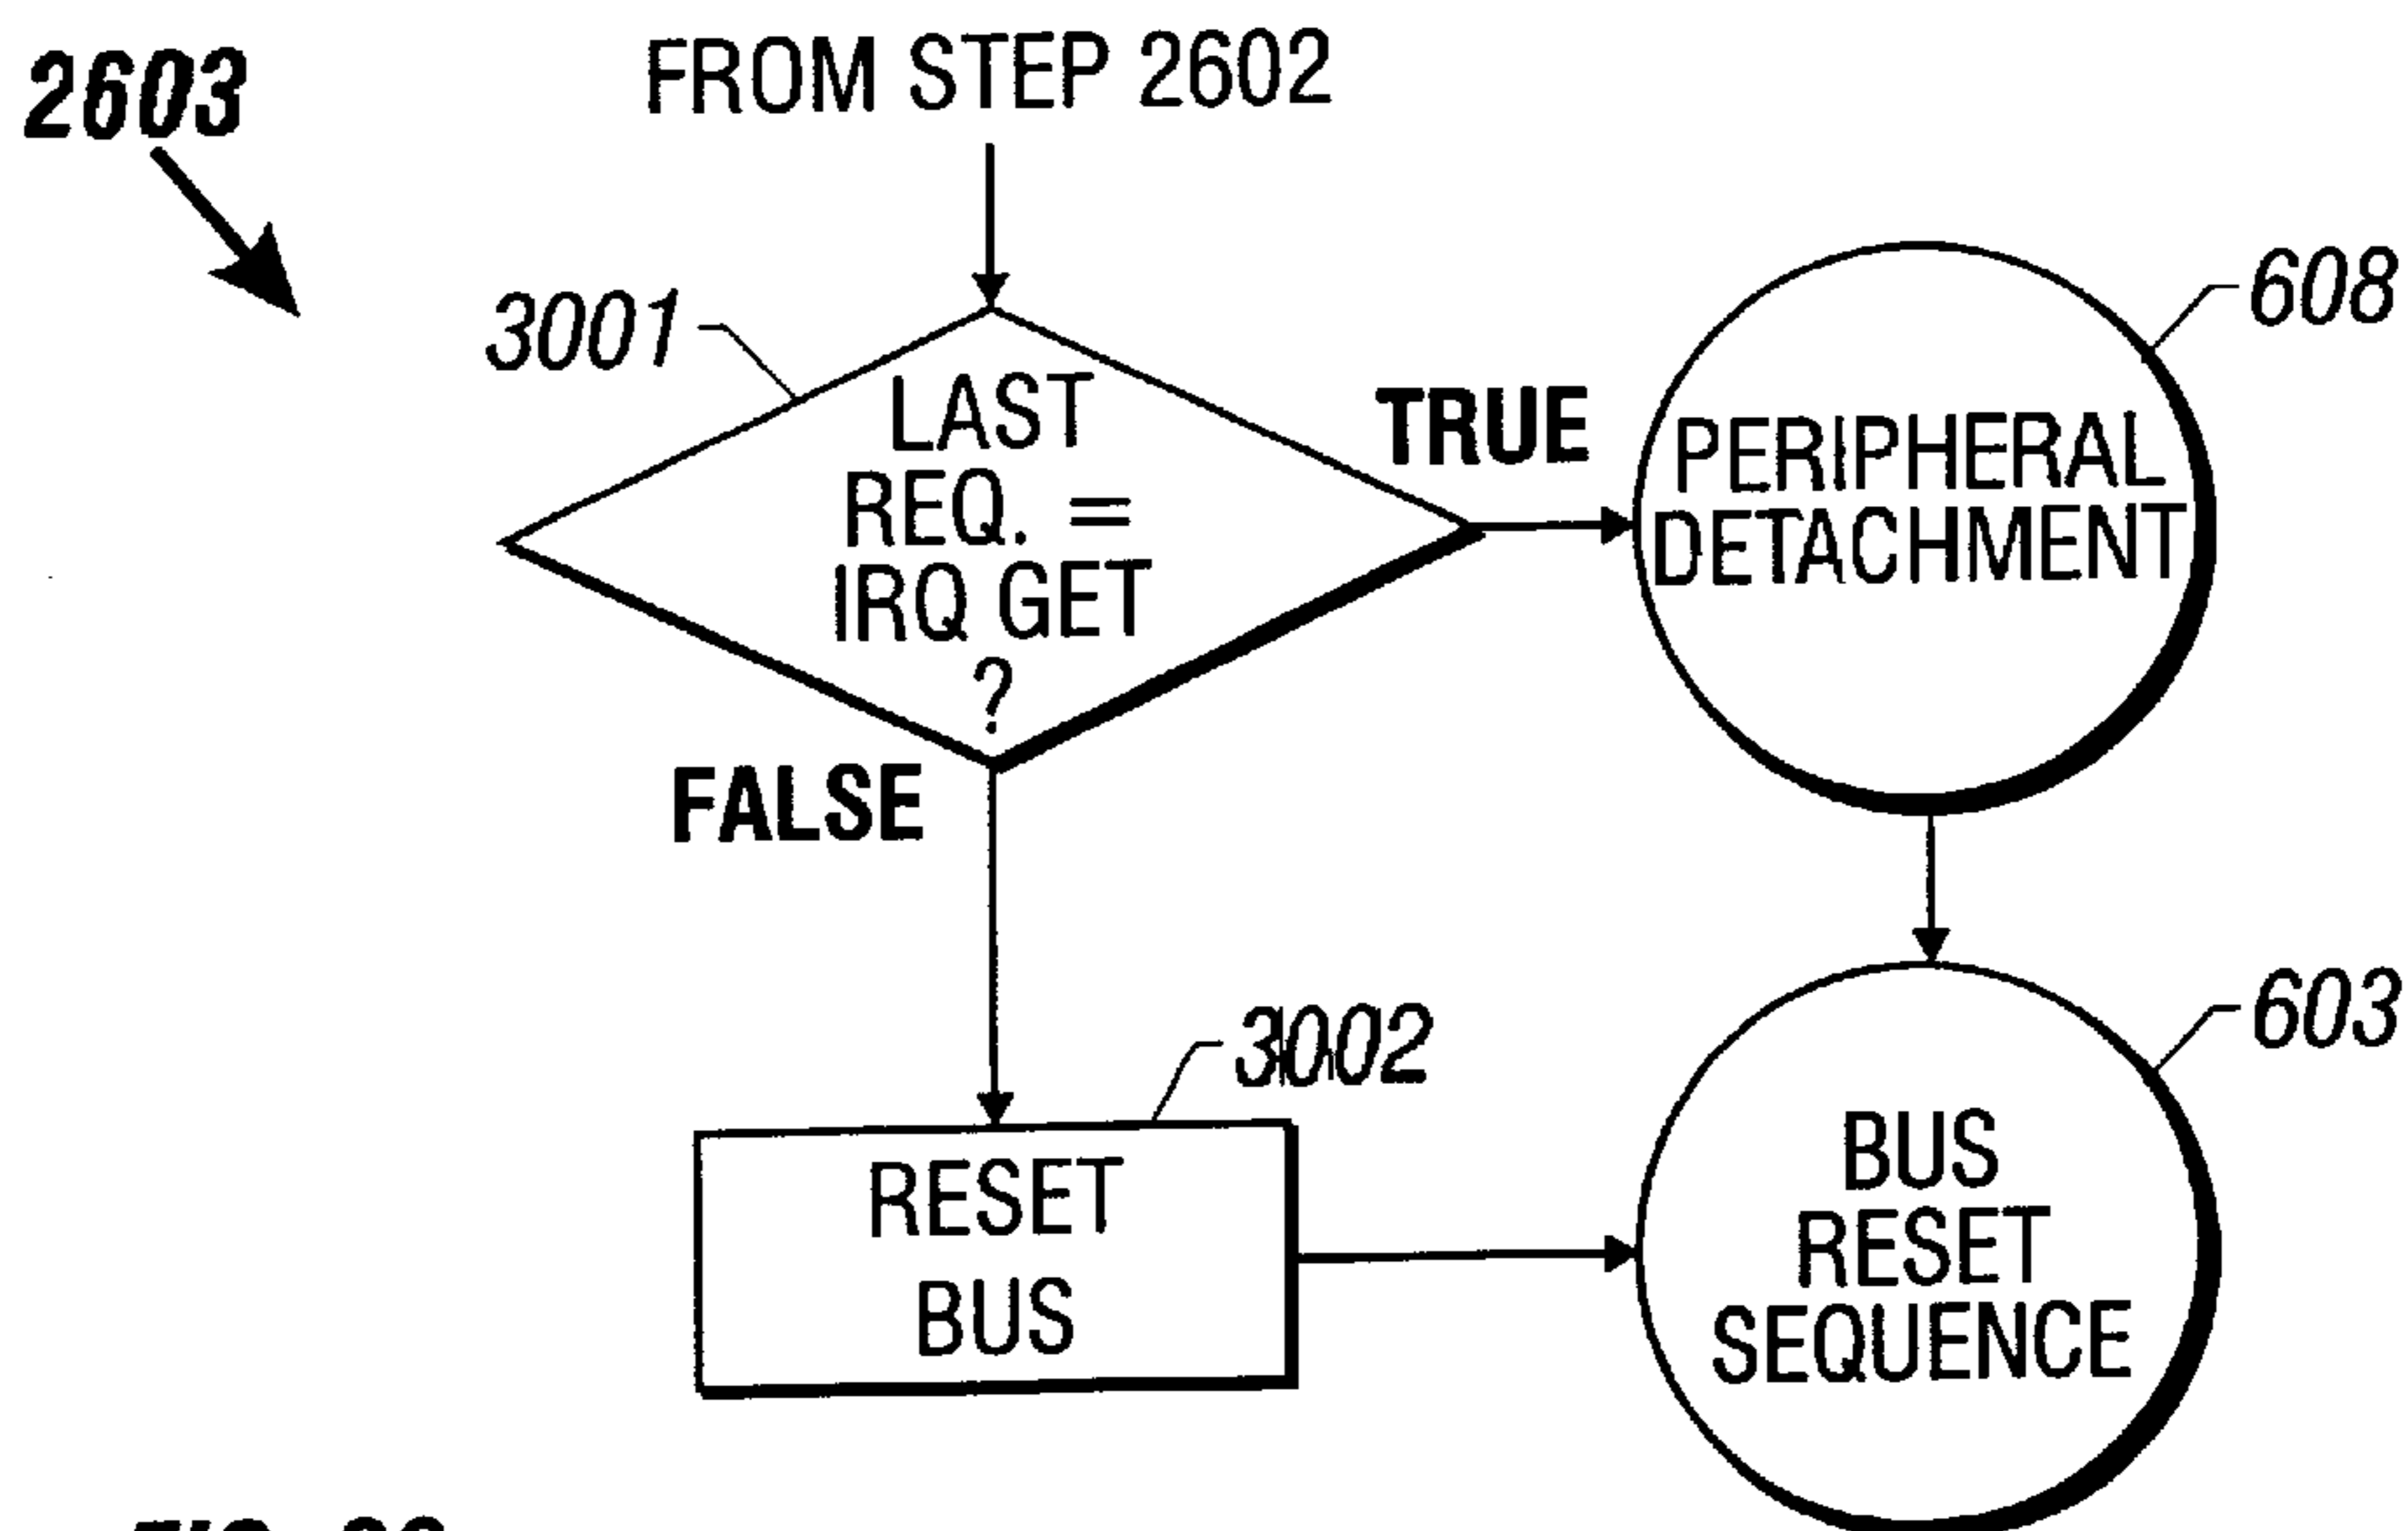 2603
FROM STEP 2602
3001
LAST
REQ. =
IRQ GET
?
TRUE
608
PERIPHERAL
DETACHMENT
FALSE
3002
RESET
BUS
603
BUS
RESET
SEQUENCE